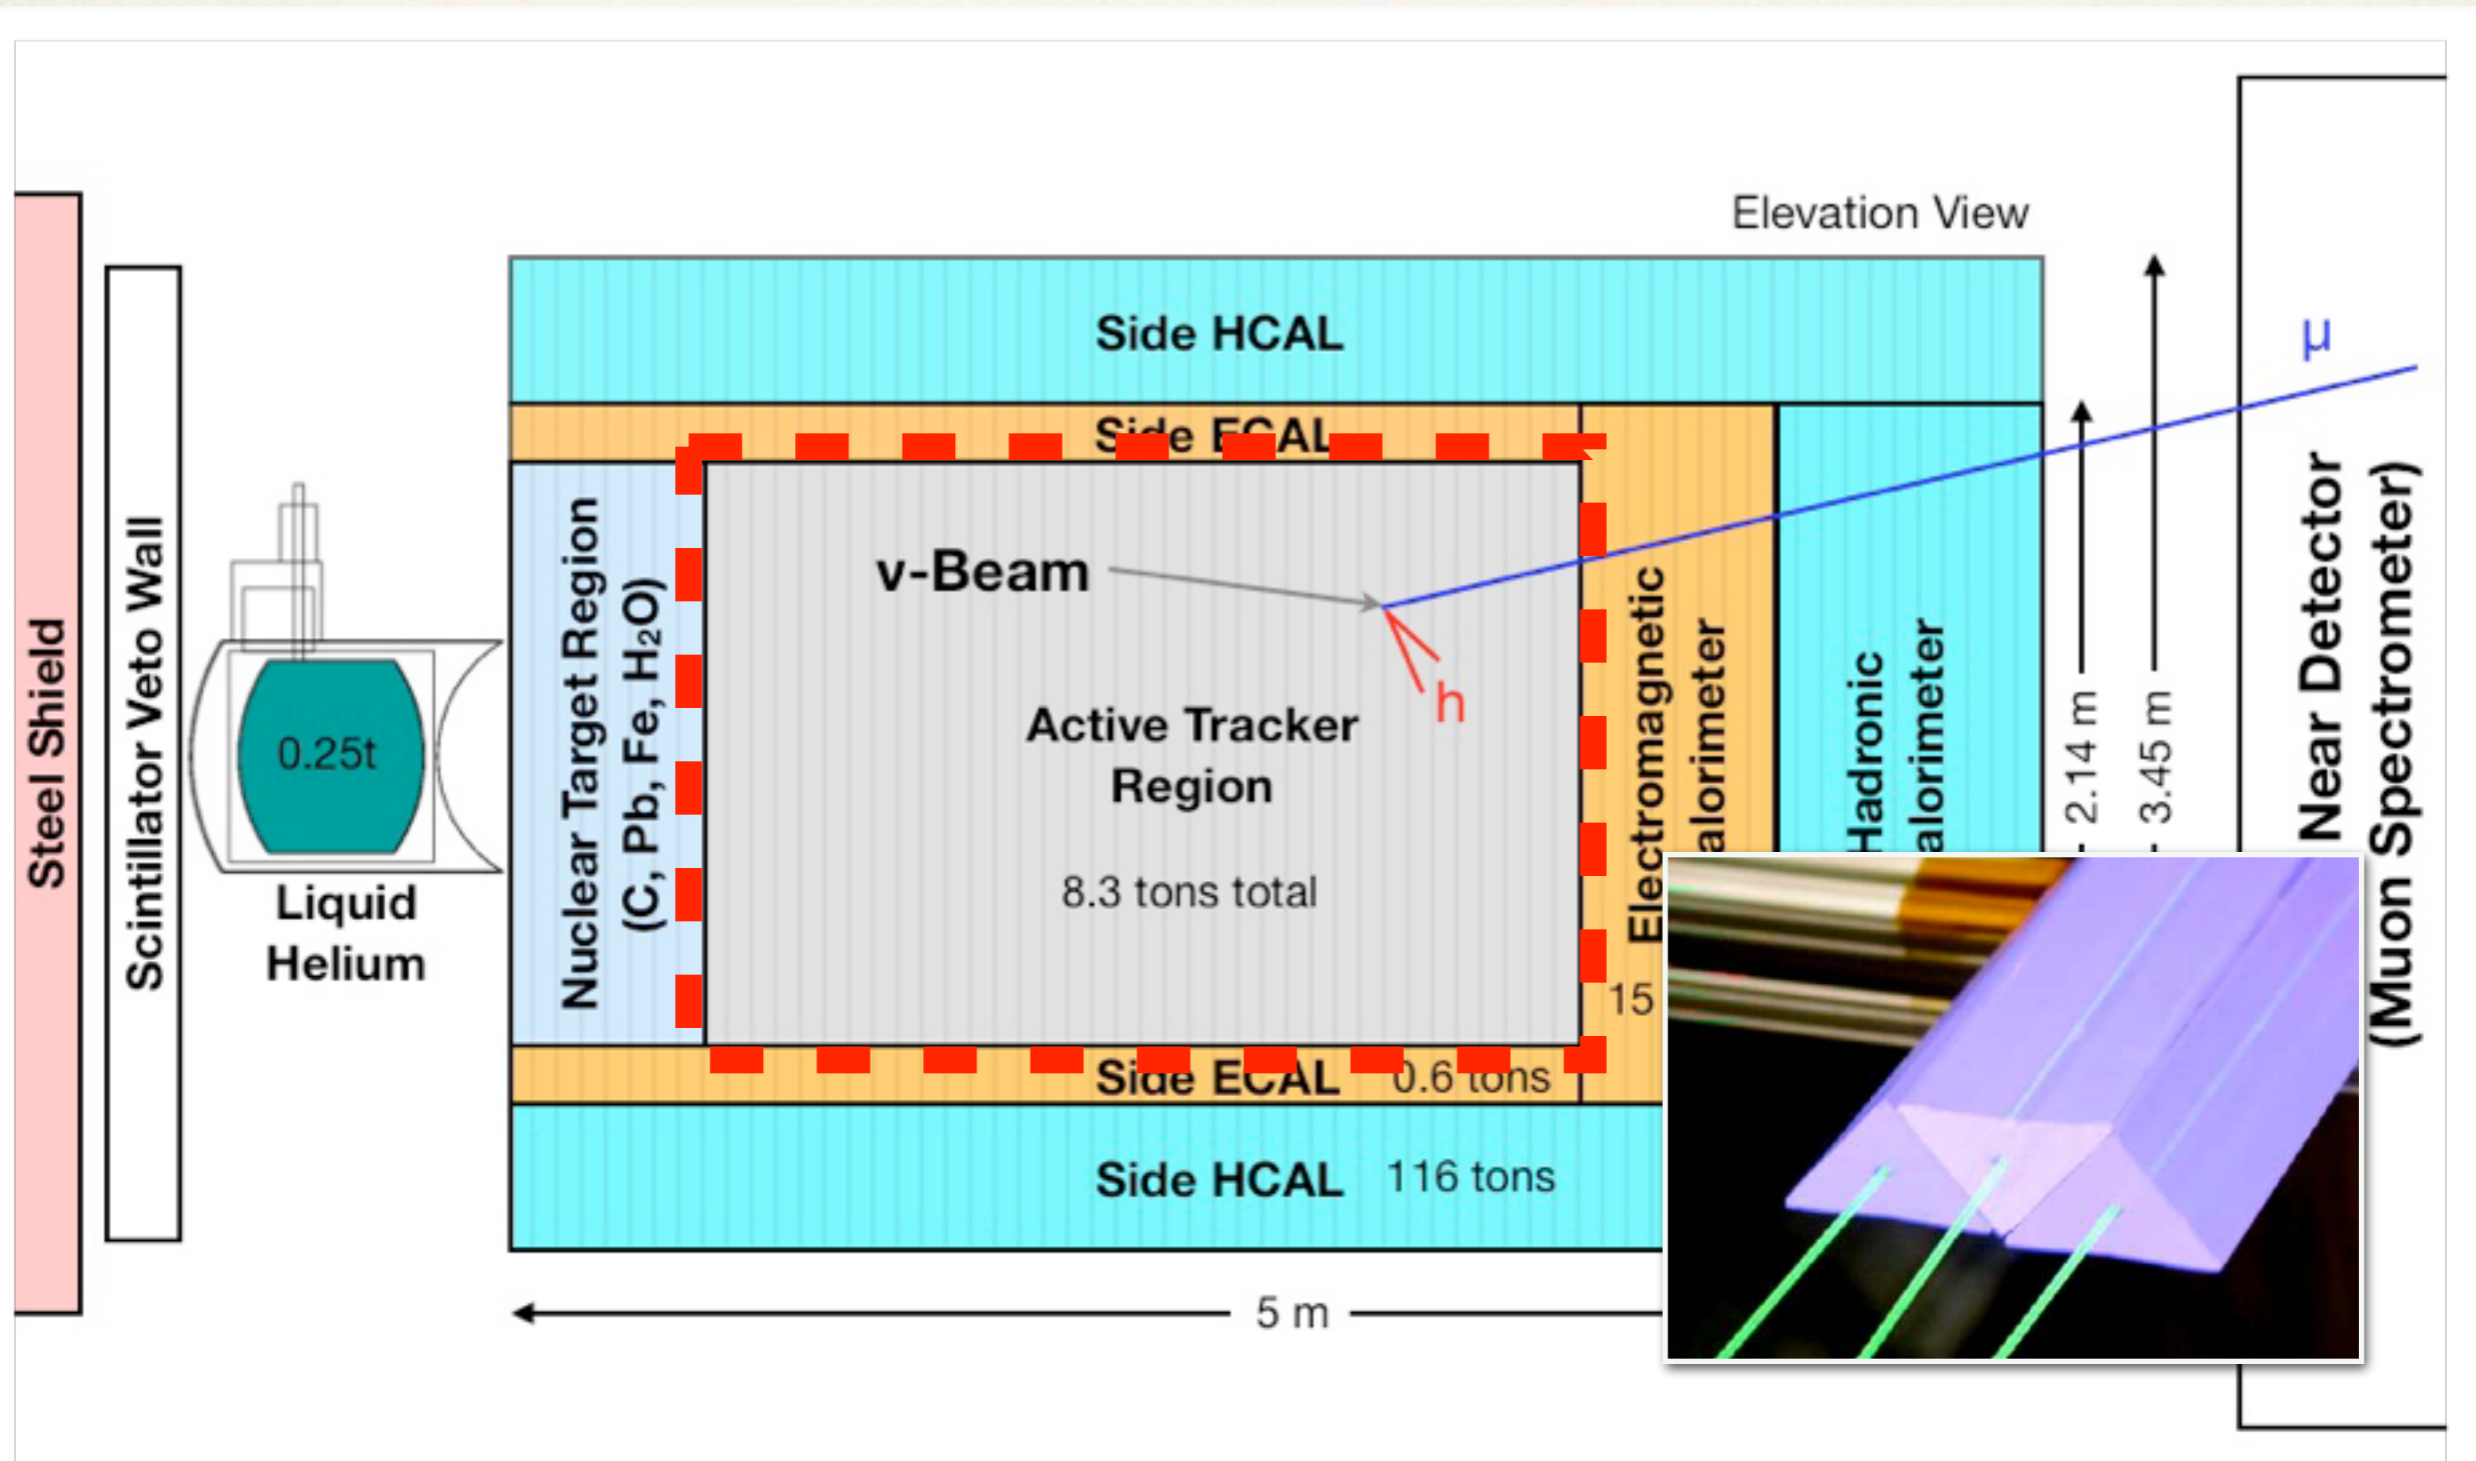 Elevation View
Side HCAL
Side ECAL
Steel Shield
Scintillator Veto Wall
0.25t
Liquid
Helium
Nuclear Target Region
(C, Pb, Fe, H₂O)
ν-Beam
h
μ
Active Tracker
Region
8.3 tons total
Electromagnetic
alorimeter
15
Hadronic
alorimeter
2.14 m
3.45 m
Near Detector
(Muon Spectrometer)
Side ECAL 0.6 tons
Side HCAL 116 tons
5 m